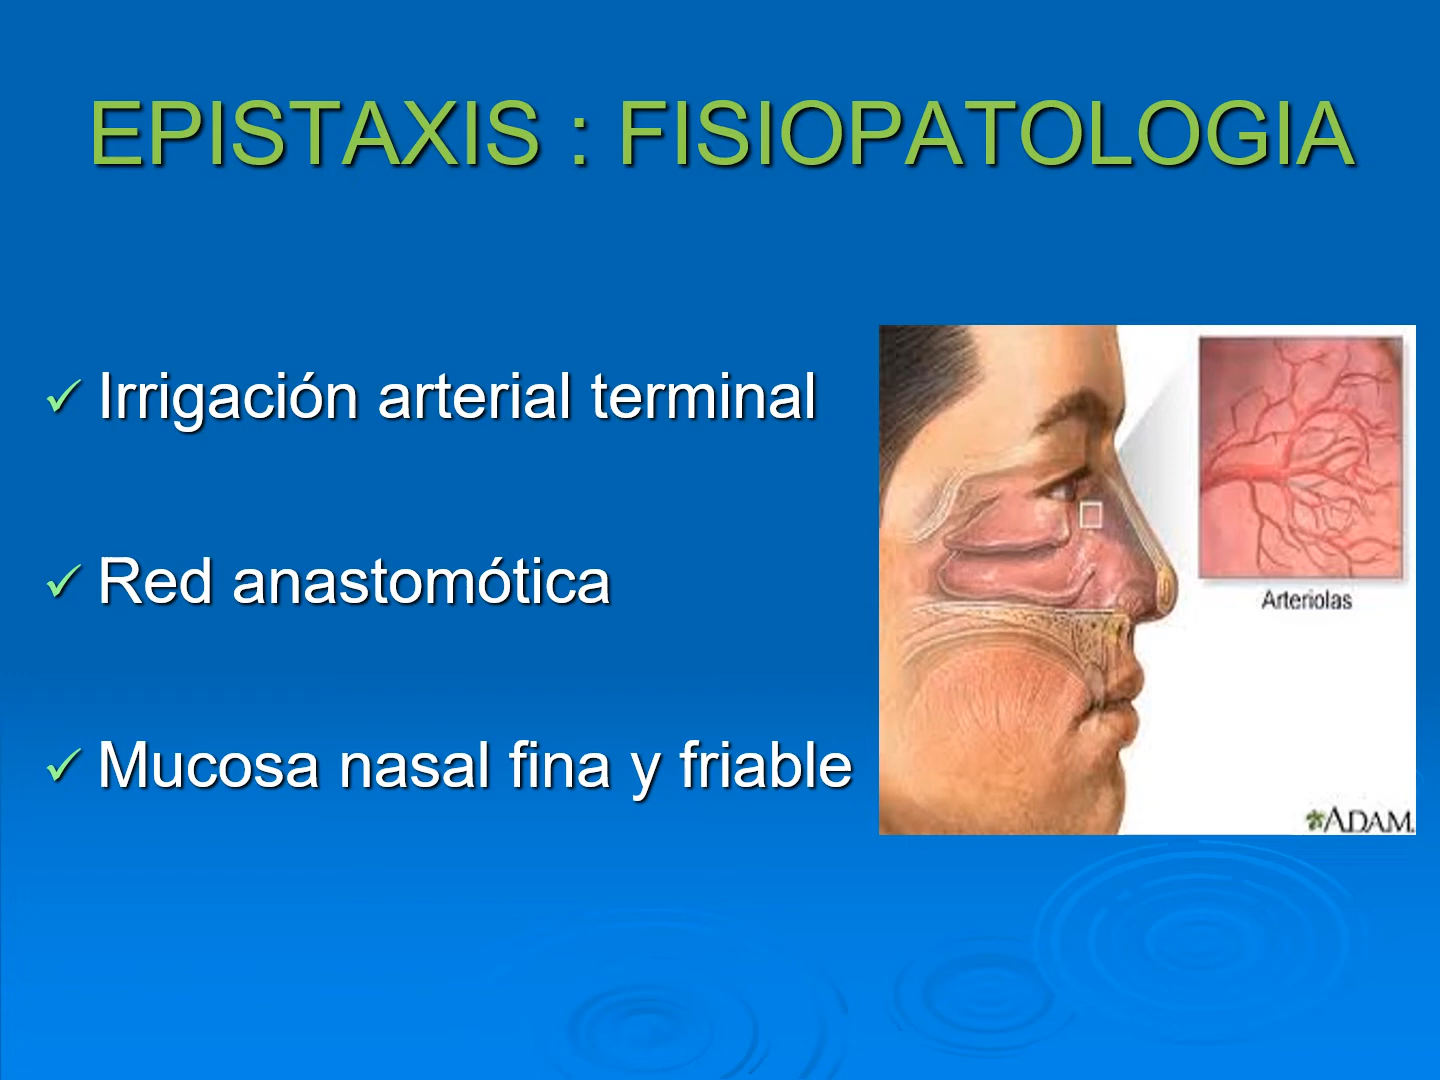 EPISTAXIS : FISIOPATOLOGIA
Irrigación arterial terminal
Red anastomótica
Mucosa nasal fina y friable
Arteriolas
ADAM.